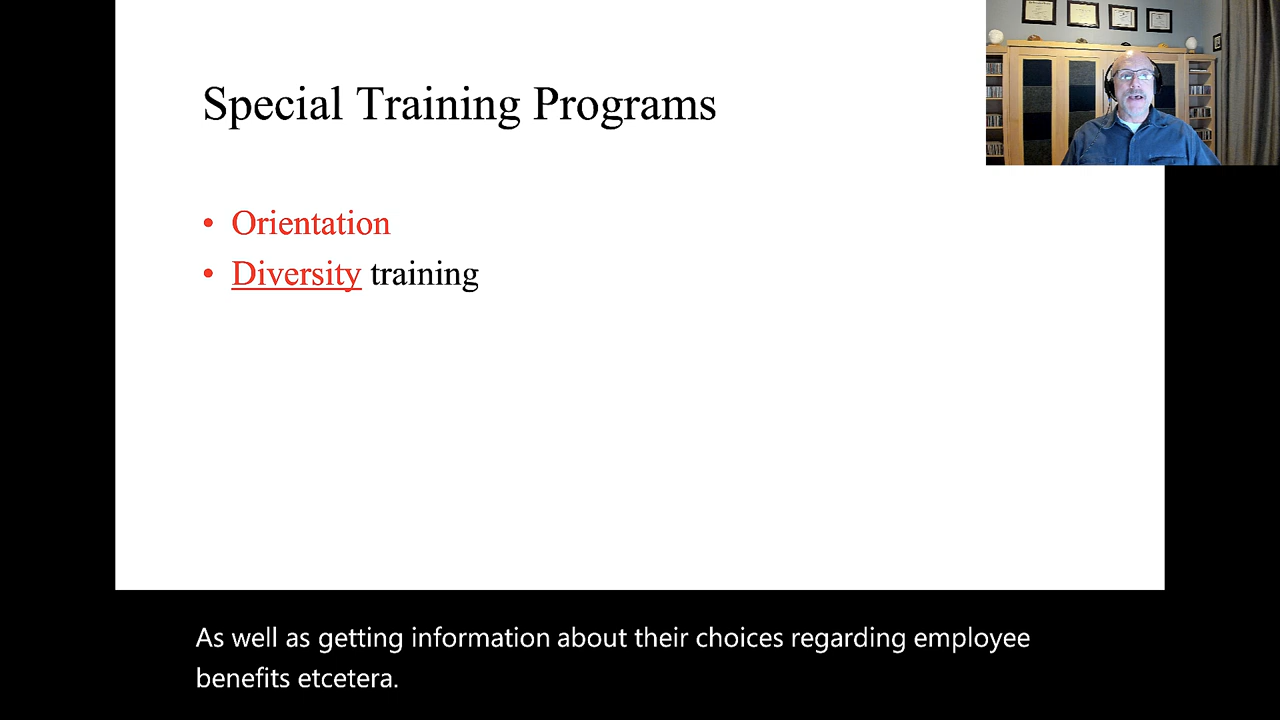 Special Training Programs
• Orientation
• Diversity training
As well as getting information about their choices regarding employee
benefits etcetera.